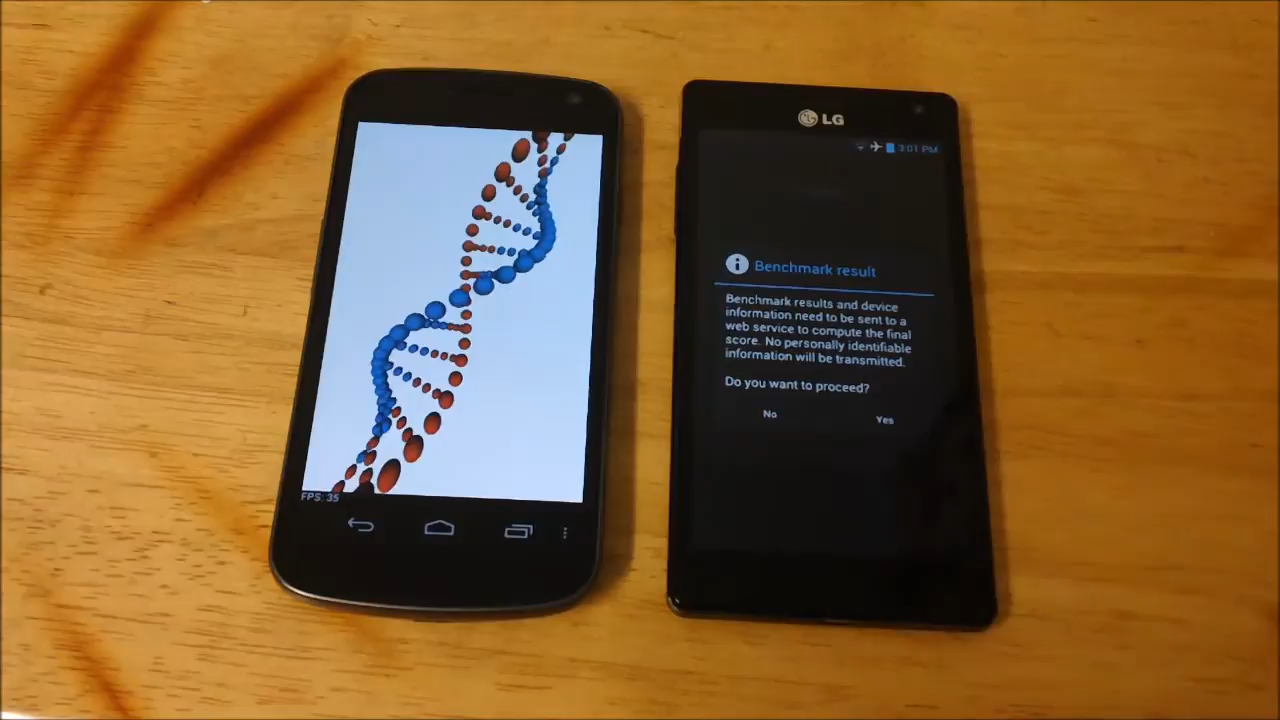 FPS: 35
LG
3:01 PM
Benchmark result
Benchmark results and device
information need to be sent to a
web service to compute the final
score. No personally identifiable
information will be transmitted.
Do you want to proceed?
No
Yes